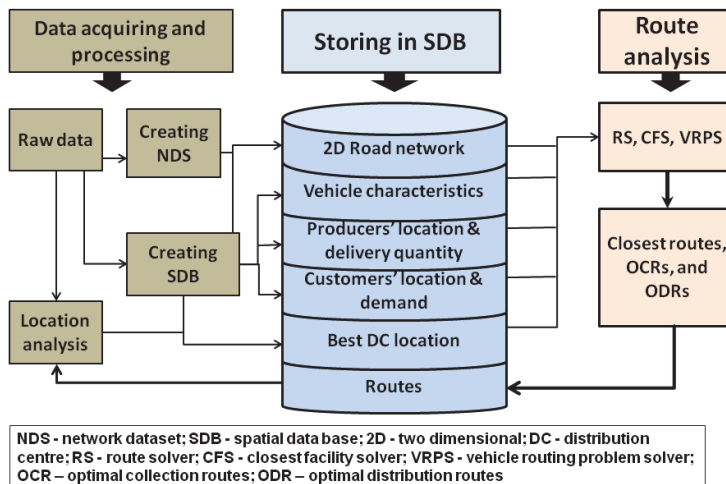 Data acquiring and
processing
Storing in SDB
Route
analysis
Raw data
Creating
NDS
Creating
SDB
Location
analysis
2D Road network
Vehicle characteristics
Producers' location &
delivery quantity
Customers'location &
demand
Best DC location
Routes
RS, CFS, VRPS
Closest routes,
OCRs, and
ODRs
NDS - network dataset; SDB - spatial data base; 2D - two dimensional; DC - distribution
centre; RS - route solver; CFS - closest facility solver; VRPS - vehicle routing problem solver;
OCR – optimal collection routes; ODR – optimal distribution routes